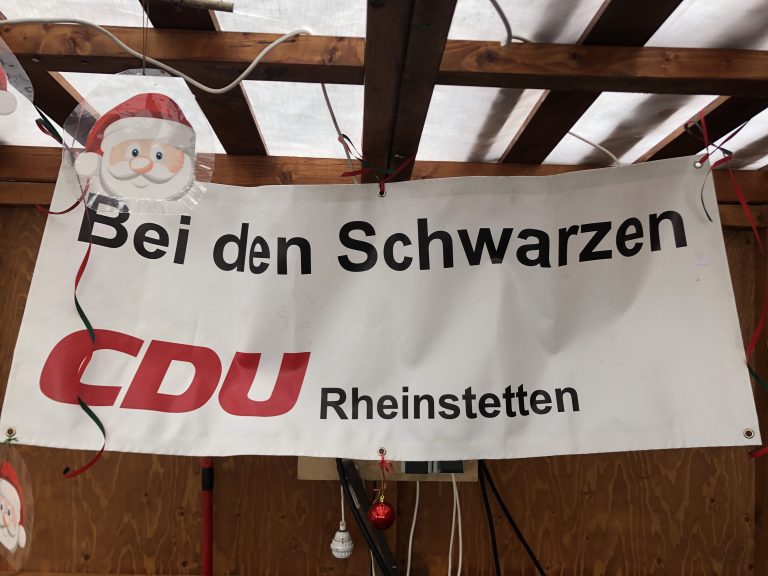 Bei den Schwarzen
CDU Rheinstetten